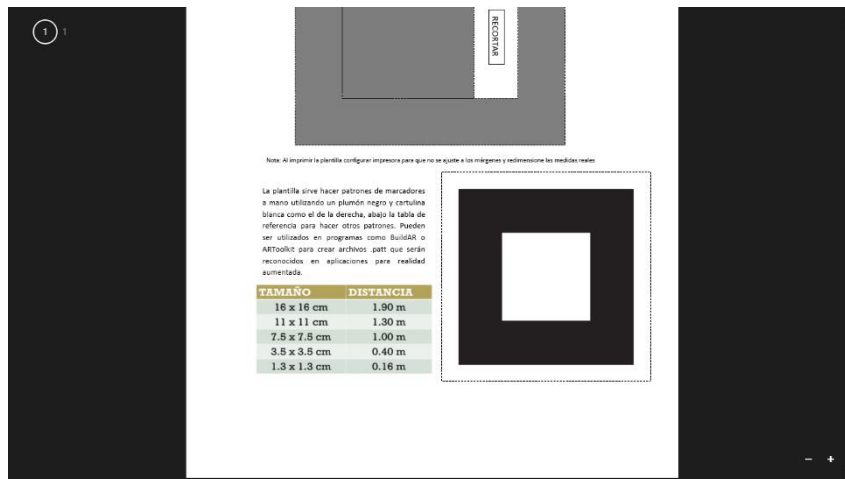 1 1
RECORTAR
Nota: Al imprimir la plantilla configurar impresora para que no se ajuste a los márgenes y redimensione las medidas reales
La plantilla sirve hacer patrones de marcadores
a mano utilizando un plumón negro y cartulina
blanca como el de la derecha, abajo la tabla de
referencia para hacer otros patrones. Pueden
ser utilizados en programas como BuildAR o
ARToolkit para crear archivos .patt que serán
reconocidos en aplicaciones para realidad
aumentada.
TAMAÑO DISTANCIA
16 x 16 cm 1.90 m
11 x 11 cm 1.30 m
7.5 x 7.5 cm 1.00 m
3.5 x 3.5 cm 0.40 m
1.3 x 1.3 cm 0.16 m